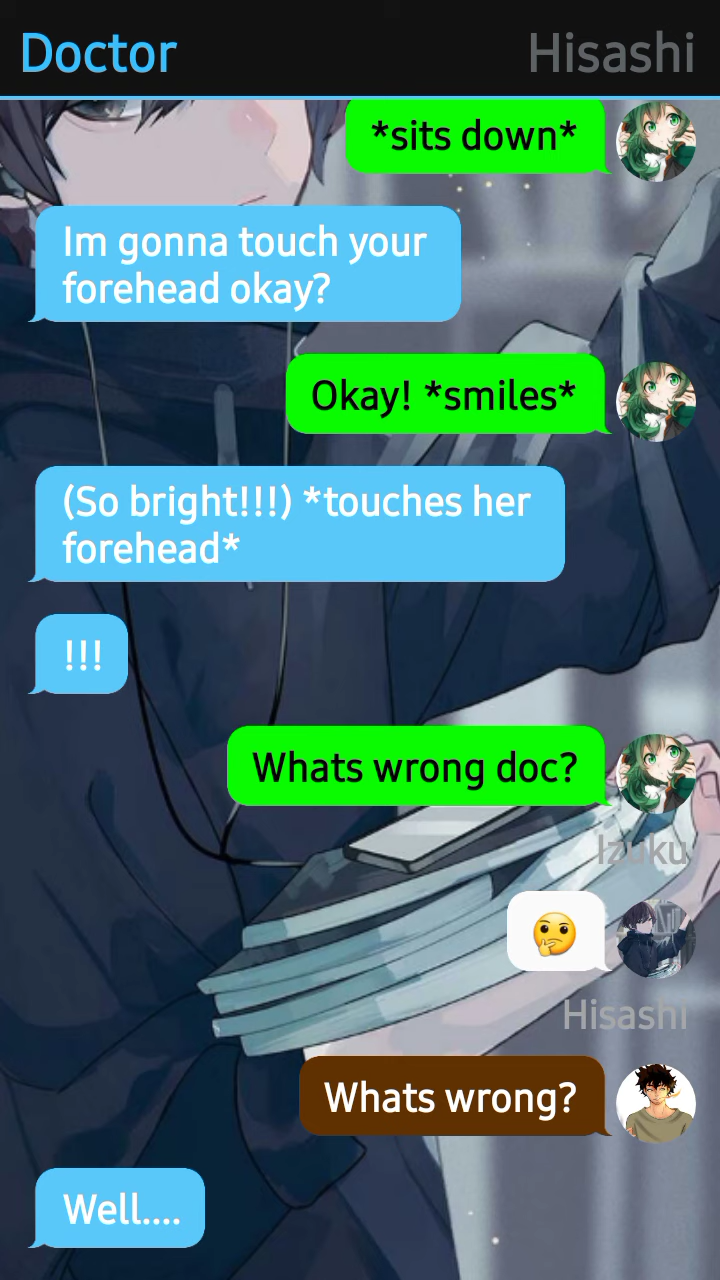 Doctor
Hisashi
*sits down*
Im gonna touch your
forehead okay?
Okay! *smiles*
(So bright!!!) *touches her
forehead*
!!!
Whats wrong doc?
Izuku
🤔
Hisashi
Whats wrong?
Well....